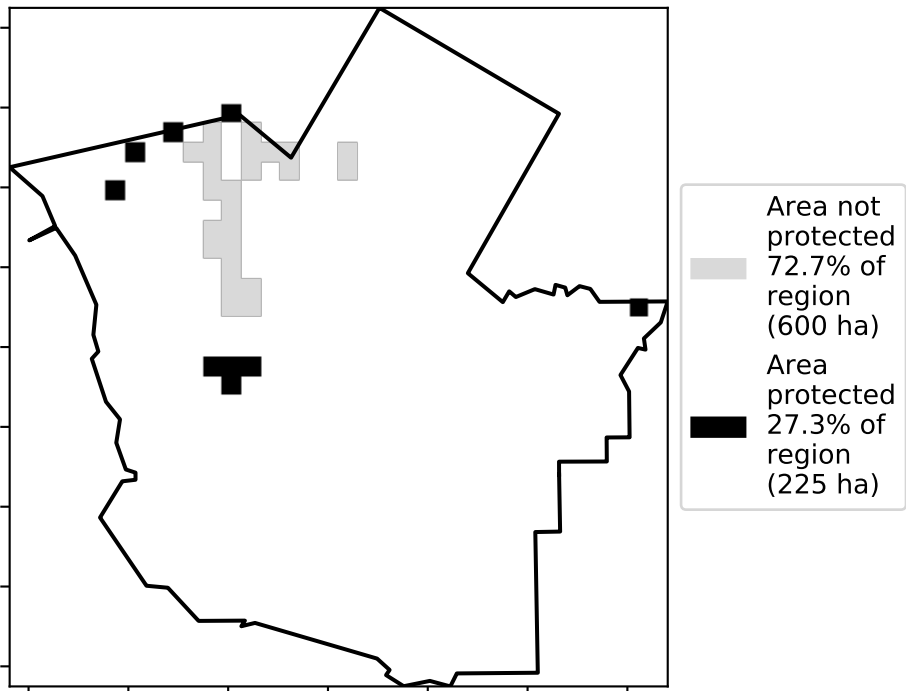 Area not
protected
72.7% of
region
(600 ha)
Area
protected
27.3% of
region
(225 ha)